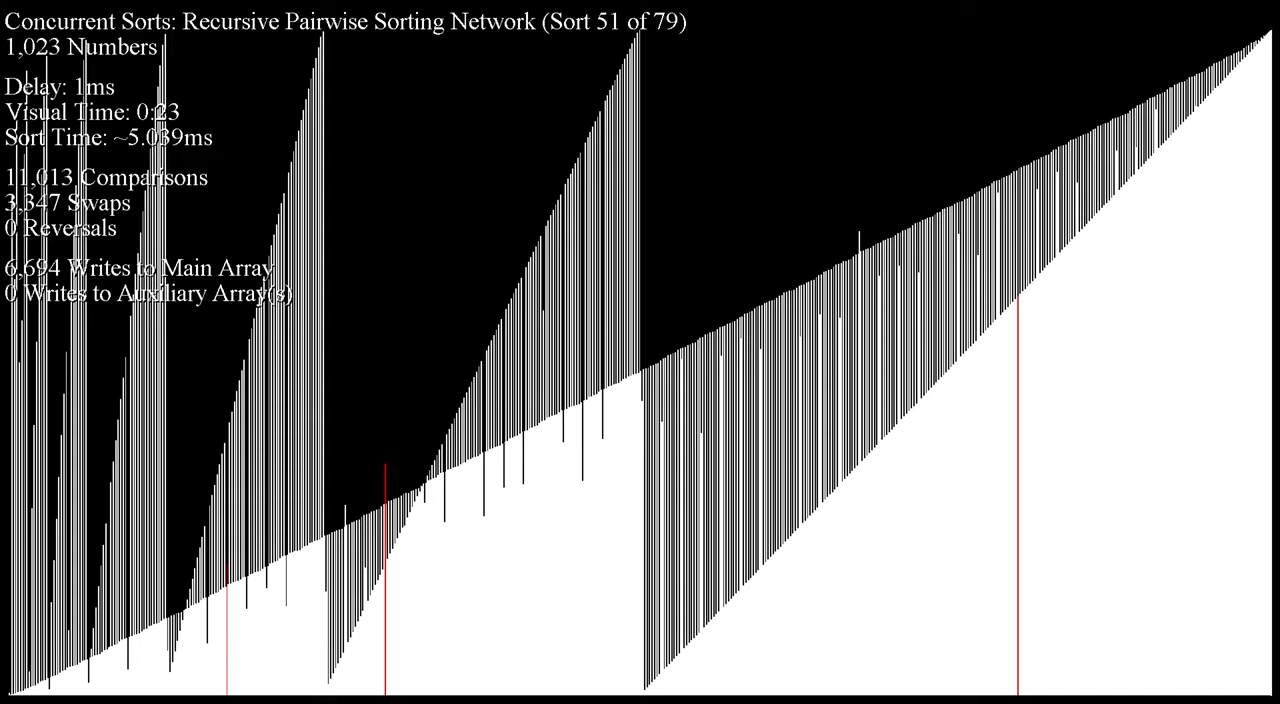 Concurrent Sorts: Recursive Pairwise Sorting Network (Sort 51 of 79)
1,023 Numbers
Delay: 1ms
Visual Time: 0:23
Sort Time: ~5.039ms
11,013 Comparisons
3,347 Swaps
0 Reversals
6,694 Writes to Main Array
0 Writes to Auxiliary Array(s)